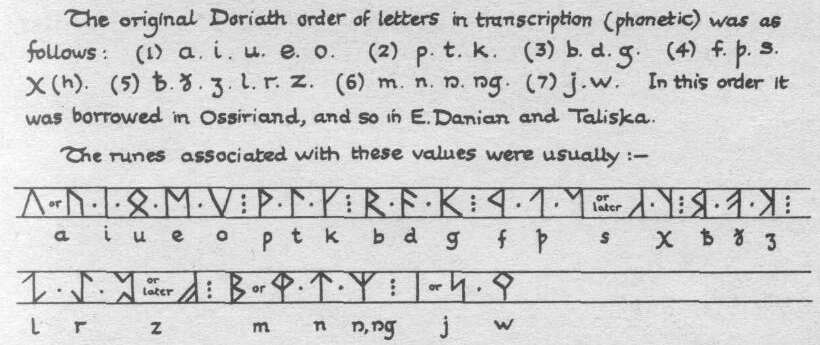 The original Doriath order of letters in transcription (phonetic) was as
follows: (1) a. i. u. e. o. (2) p. t. k. (3) b. d. g. (4) f. þ. s.
χ (h). (5) ƀ. ɣ. ʒ. l. r. z. (6) m. n. ɲ. ng. (7) j. w. In this order it
was borrowed in Ossiriand, and so in E. Danian and Taliska.
The runes associated with these values were usually :—
ᚢ · ᛁ · ᛟ · ᛖ · ⋮ ᚹ · ᛚ · ᚴ ⋮ ᚱ · ᚩ · ⋮ or later
a i u e o p t k b d g f þ s χ ƀ ɣ ʒ
or later ⋮ or · ᛏ · ᛉ ⋮ ᛁ or ·
l r z m n ɲ, ng j w